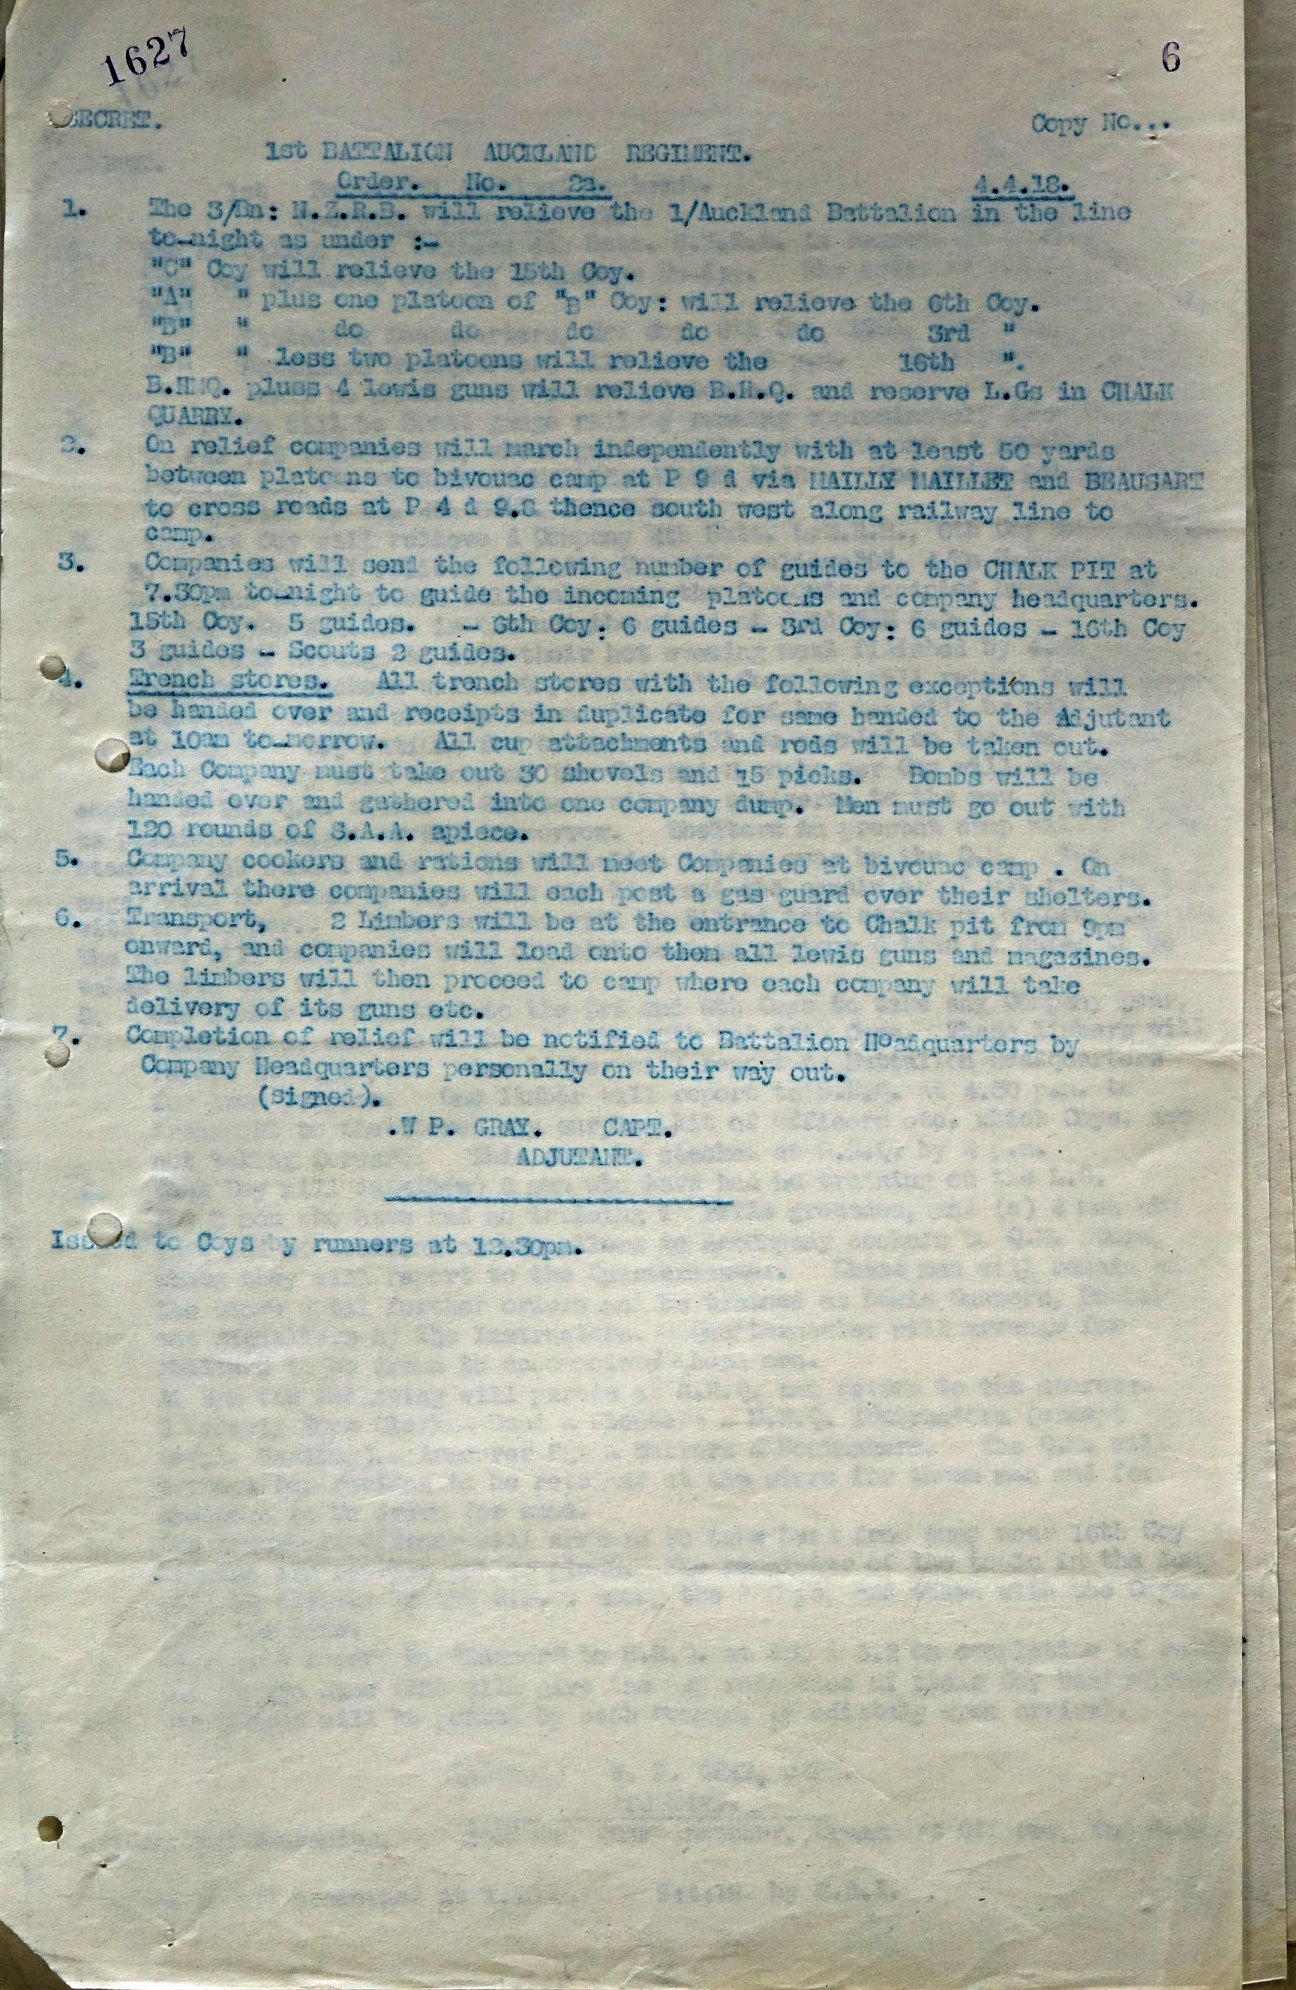 1627
6
SECRET.
Copy No...
1st BATTALION AUCKLAND REGIMENT.
Order. No. 21.
4.4.18.
1. The 3/Bn: N.Z.R.B. will relieve the 1/Auckland Battalion in the line
to-night as under :-
"C" Coy will relieve the 15th Coy.
"A" " plus one platoon of "B" Coy: will relieve the 6th Coy.
" do do do do do 3rd "
"B" " less two platoons will relieve the 16th ".
B.HMQ. pluss 4 lewis guns will relieve B.H.Q. and reserve L.Gs in CHALK
QUARRY.
2. On relief companies will march independently with at least 50 yards
between platoons to bivouac camp at P 9 d via MAILLY MAILLET and BEAUSART
to cross roads at P 4 d 9.8 thence south west along railway line to
camp.
3. Companies will send the following number of guides to the CHALK PIT at
7.30pm to-night to guide the incoming platoons and company headquarters.
15th Coy. 5 guides. - 6th Coy: 6 guides - 3rd Coy: 6 guides - 16th Coy
3 guides - Scouts 2 guides.
4. Trench stores. All trench stores with the following exceptions will
be handed over and receipts in duplicate for same handed to the Adjutant
at 10am to-morrow. All cup attachments and rods will be taken out.
Each Company must take out 30 shovels and 15 picks. Bombs will be
handed over and gathered into one company dump. Men must go out with
120 rounds of S.A.A. apiece.
5. Company cookers and rations will meet Companies at bivouac camp . On
arrival there companies will each post a gas guard over their shelters.
6. Transport, 2 Limbers will be at the entrance to Chalk pit from 9pm
onward, and companies will load onto them all lewis guns and magazines.
The limbers will then proceed to camp where each company will take
delivery of its guns etc.
7. Completion of relief will be notified to Battalion Headquarters by
Company Headquarters personally on their way out.
(Signed).
.W P. GRAY. CAPT.
ADJUTANT.
Issued to Coys by runners at 12.30pm.